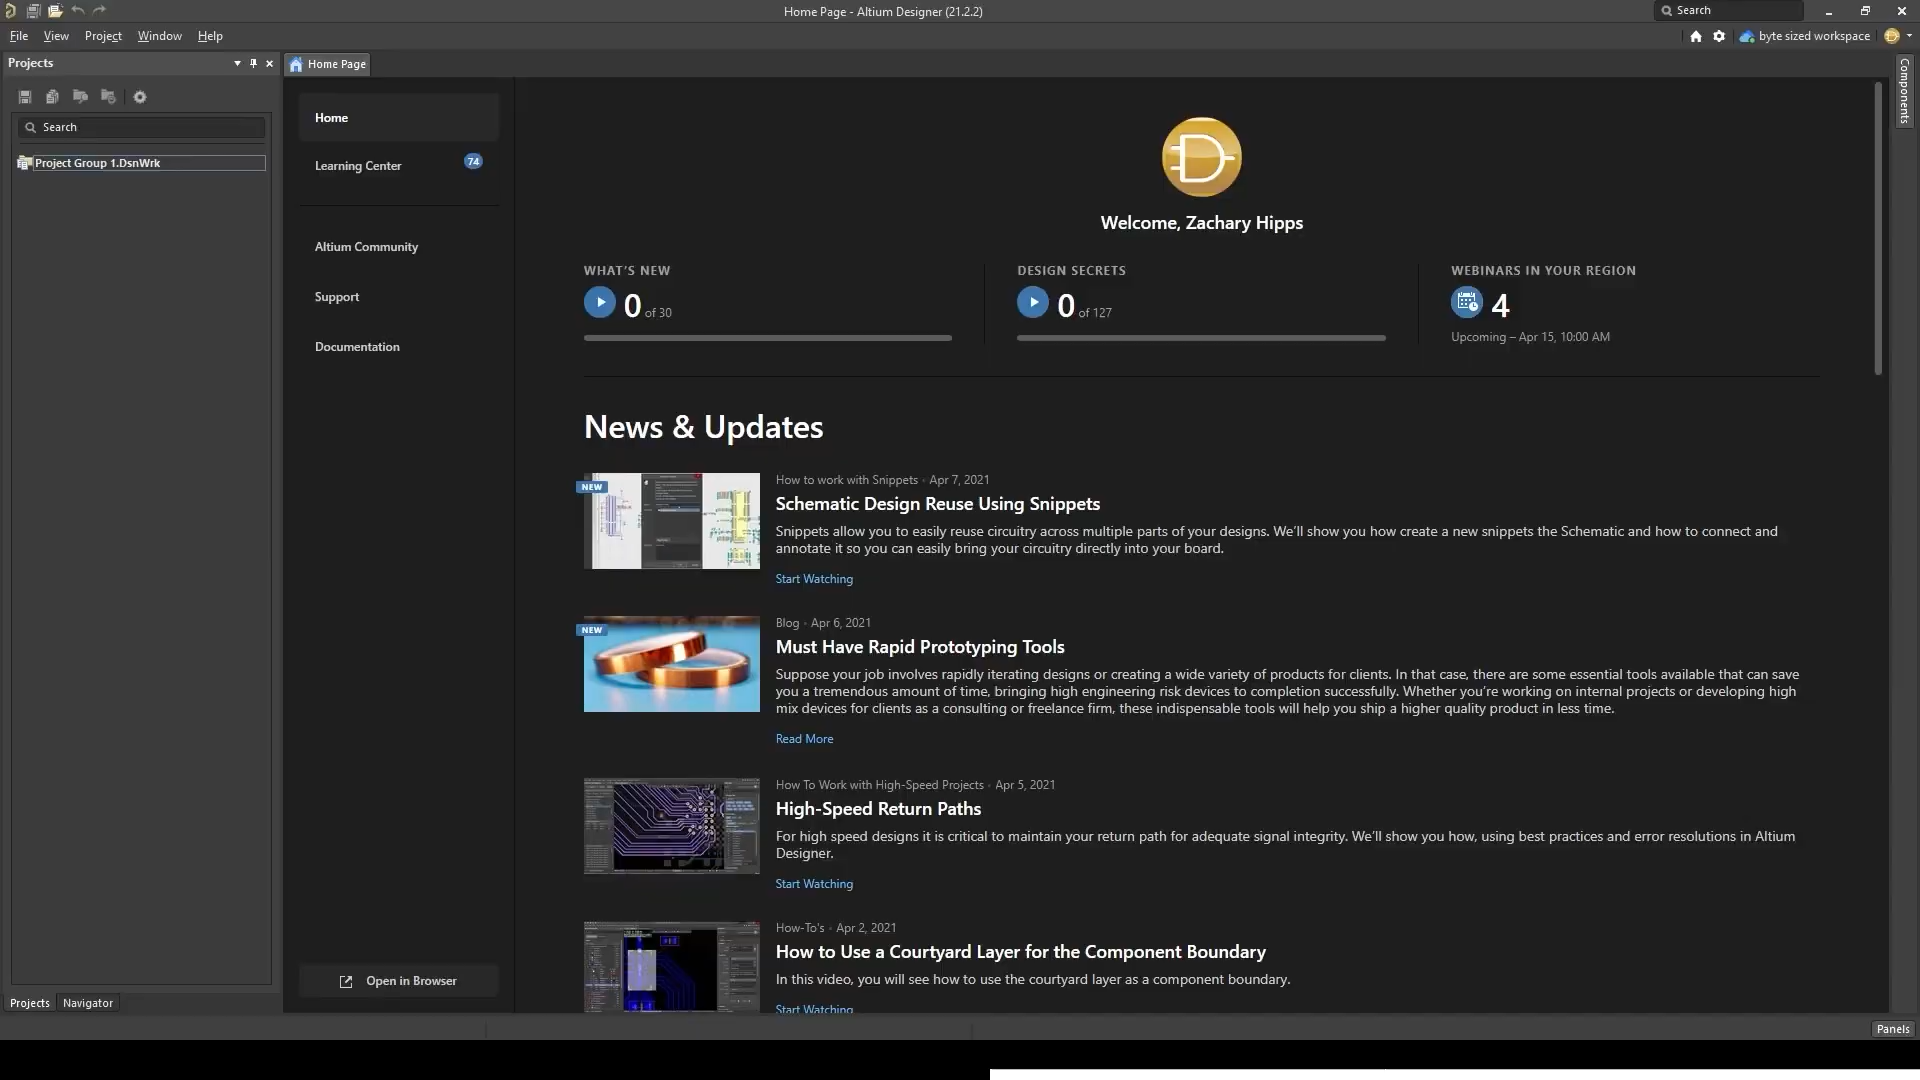 Home Page - Altium Designer (21.2.2)
Search
File View Project Window Help
byte sized workspace
Projects
Home Page
Components
Search
Project Group 1.DsnWrk
Home
Learning Center 74
Altium Community
Support
Documentation
Open in Browser
Welcome, Zachary Hipps
WHAT'S NEW
0 of 30
DESIGN SECRETS
0 of 127
WEBINARS IN YOUR REGION
4
Upcoming – Apr 15, 10:00 AM
News & Updates
NEW
How to work with Snippets • Apr 7, 2021
Schematic Design Reuse Using Snippets
Snippets allow you to easily reuse circuitry across multiple parts of your designs. We'll show you how create a new snippets the Schematic and how to connect and
annotate it so you can easily bring your circuitry directly into your board.
Start Watching
NEW
Blog • Apr 6, 2021
Must Have Rapid Prototyping Tools
Suppose your job involves rapidly iterating designs or creating a wide variety of products for clients. In that case, there are some essential tools available that can save
you a tremendous amount of time, bringing high engineering risk devices to completion successfully. Whether you're working on internal projects or developing high
mix devices for clients as a consulting or freelance firm, these indispensable tools will help you ship a higher quality product in less time.
Read More
How To Work with High-Speed Projects • Apr 5, 2021
High-Speed Return Paths
For high speed designs it is critical to maintain your return path for adequate signal integrity. We'll show you how, using best practices and error resolutions in Altium
Designer.
Start Watching
How-To's • Apr 2, 2021
How to Use a Courtyard Layer for the Component Boundary
In this video, you will see how to use the courtyard layer as a component boundary.
Start Watching
Projects Navigator
Panels